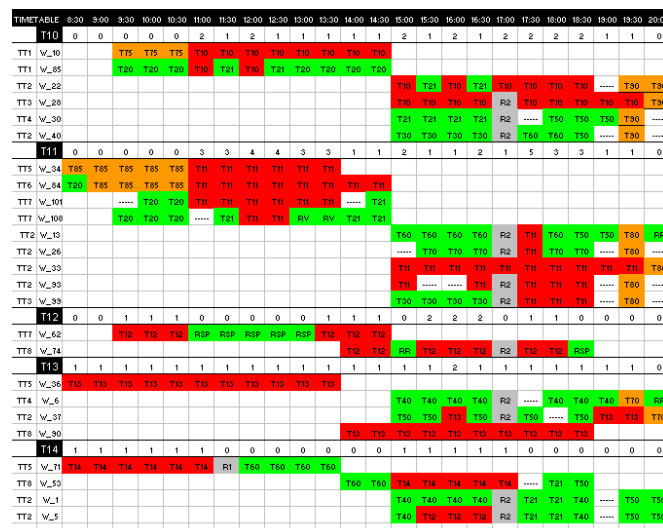 TIMETABLE 8:30 9:00 9:30 10:00 10:30 11:00 11:30 12:00 12:30 13:00 13:30 14:00 14:30 15:00 15:30 16:00 16:30 17:00 17:30 18:00 18:30 19:00 19:30 20:0
T10 0 0 0 0 0 2 1 2 1 1 1 1 1 2 1 2 1 1 2 2 2 1 1 0
TT1 W_10 T75 T75 T75 T10 T10 T10 T10 T10 T10 T10 T10
TT1 W_85 T20 T20 T20 T10 T21 T10 T21 T20 T20 T20 T20
TT2 W_22 T10 T21 T10 T21 T10 T10 T10 T10 ----- T90 T90
TT3 W_28 T10 T10 T10 T10 R2 T10 T10 T10 T10 T10 T90
TT4 W_30 T21 T21 T21 T21 R2 ----- T50 T50 T50 T90 -----
TT2 W_40 T30 T30 T30 T30 R2 T60 T60 T50 ----- T90 -----
T11 0 0 0 0 0 3 3 4 4 3 3 1 1 2 1 1 2 1 5 3 3 1 1 0
TT5 W_34 T85 T85 T85 T85 T85 T11 T11 T11 T11 T11 T11
TT6 W_84 T20 T85 T85 T85 T85 T11 T11 T11 T11 T11 T11 T11 T11
TT7 W_101 ----- T20 T20 T11 T11 T11 T11 T11 T11 ----- T21
TT7 W_108 T20 T20 T20 ----- T21 T11 T11 RV RV T21 T21
TT2 W_13 T60 T60 T60 T60 R2 T11 T60 T50 T50 T80 RR
TT2 W_26 ----- T70 T70 T70 R2 T11 T70 T70 ----- T50 -----
TT2 W_33 T11 T11 T11 T11 T11 T11 T11 T11 T11 T11 T80
TT2 W_93 T11 ----- ----- T11 R2 T11 T11 T11 ----- T80 -----
TT3 W_99 T30 T30 T30 T30 R2 T11 T11 T11 ----- T80 -----
T12 0 0 1 1 1 0 0 0 0 0 1 1 1 0 2 2 2 0 1 1 0 0 0 0
TT7 W_62 T12 T12 T12 RSP RSP RSP RSP RSP T12 T12 T12
TT8 W_74 T12 T12 RR T12 T12 T12 R2 T12 T12 RSP
T13 1 1 1 1 1 1 1 1 1 1 1 1 1 1 1 2 1 1 1 1 1 1 1 0
TT5 W_36 T13 T13 T13 T13 T13 T13 T13 T13 T13 T13 T13
TT4 W_6 T40 T40 T40 T40 R2 ----- T40 T40 T40 T70 RR
TT2 W_37 T50 T50 T13 T50 R2 T50 ----- T50 T13 T13 T70
TT8 W_90 T13 T13 T13 T13 T13 T13 T13 T13 T13 T13
T14 1 1 1 1 1 1 0 0 0 0 0 0 0 1 1 1 1 1 0 0 0 0 0 0
TT5 W_71 T14 T14 T14 T14 T14 T14 R1 T60 T60 T60 T60
TT8 W_53 T60 T60 T14 T14 T14 T14 T14 ----- T21 T50
TT2 W_1 T40 T40 T40 T40 R2 T21 T21 T40 ----- T50 T50
TT2 W_5 T40 T12 T12 T12 R2 T21 T21 T40 ----- T50 T50